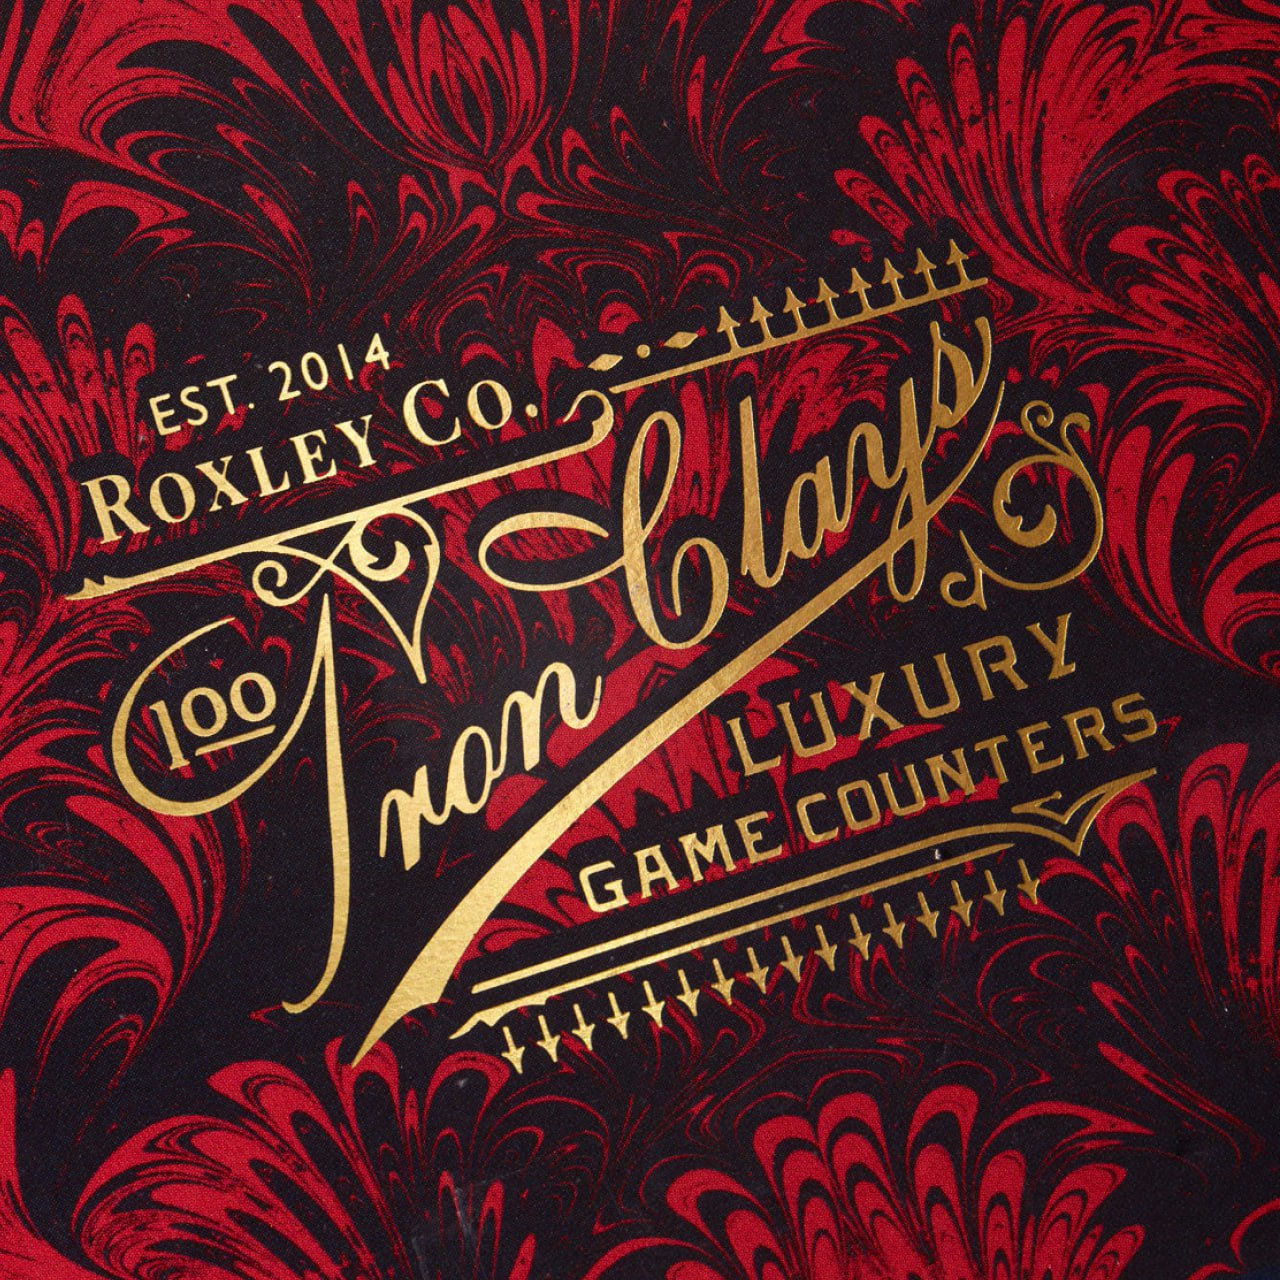 EST. 2014
ROXLEY CO.
100
Iron Clays
LUXURY
GAME COUNTERS